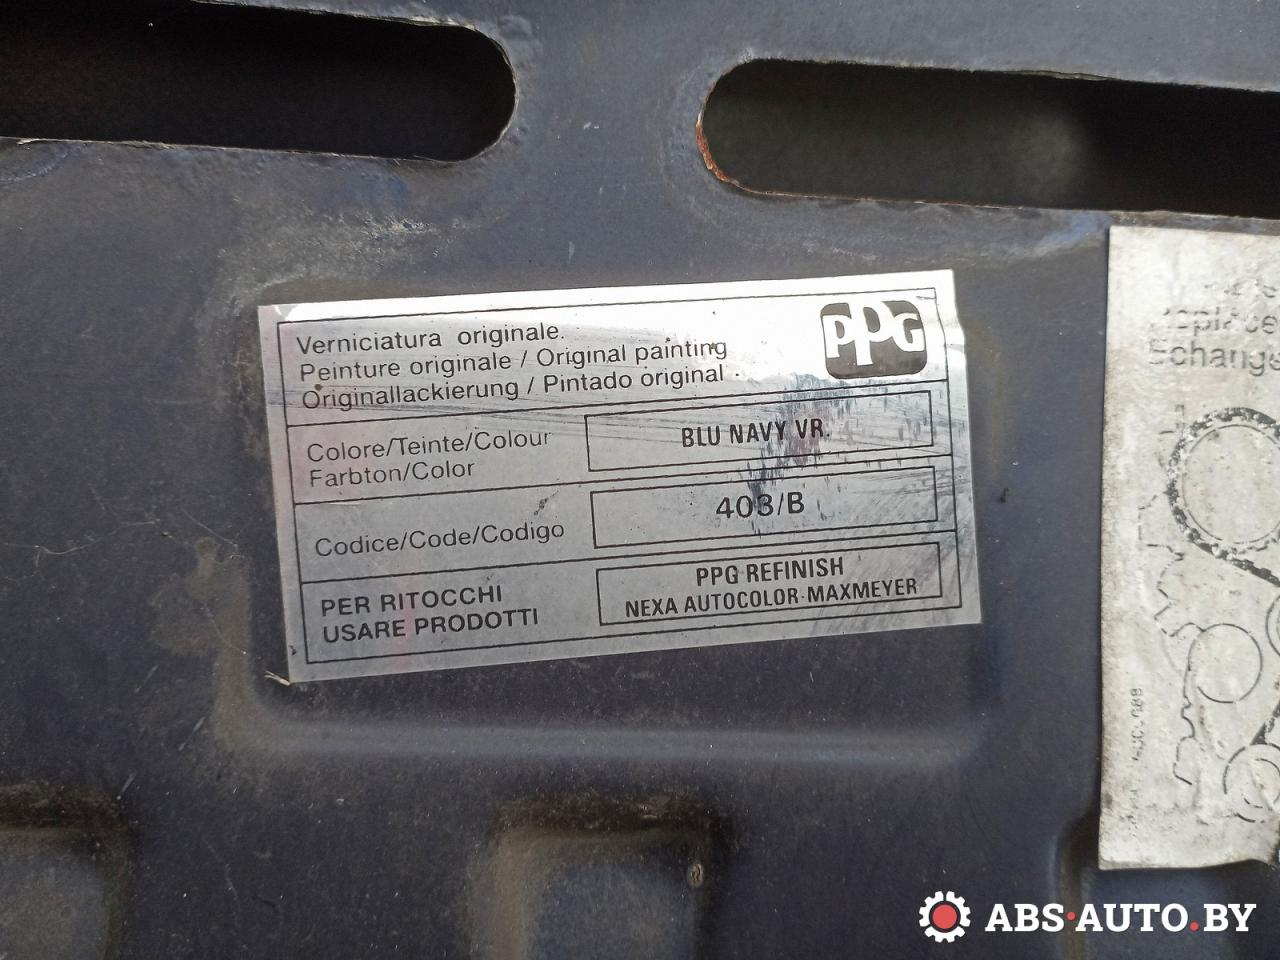 Verniciatura originale.
Peinture originale / Original painting
Originallackierung / Pintado original
PPG
Colore/Teinte/Colour
Farbton/Color
BLU NAVY VR.
Codice/Code/Codigo
403/B
PER RITOCCHI
USARE PRODOTTI
PPG REFINISH
NEXA AUTOCOLOR·MAXMEYER
Echange
ABS·AUTO.BY